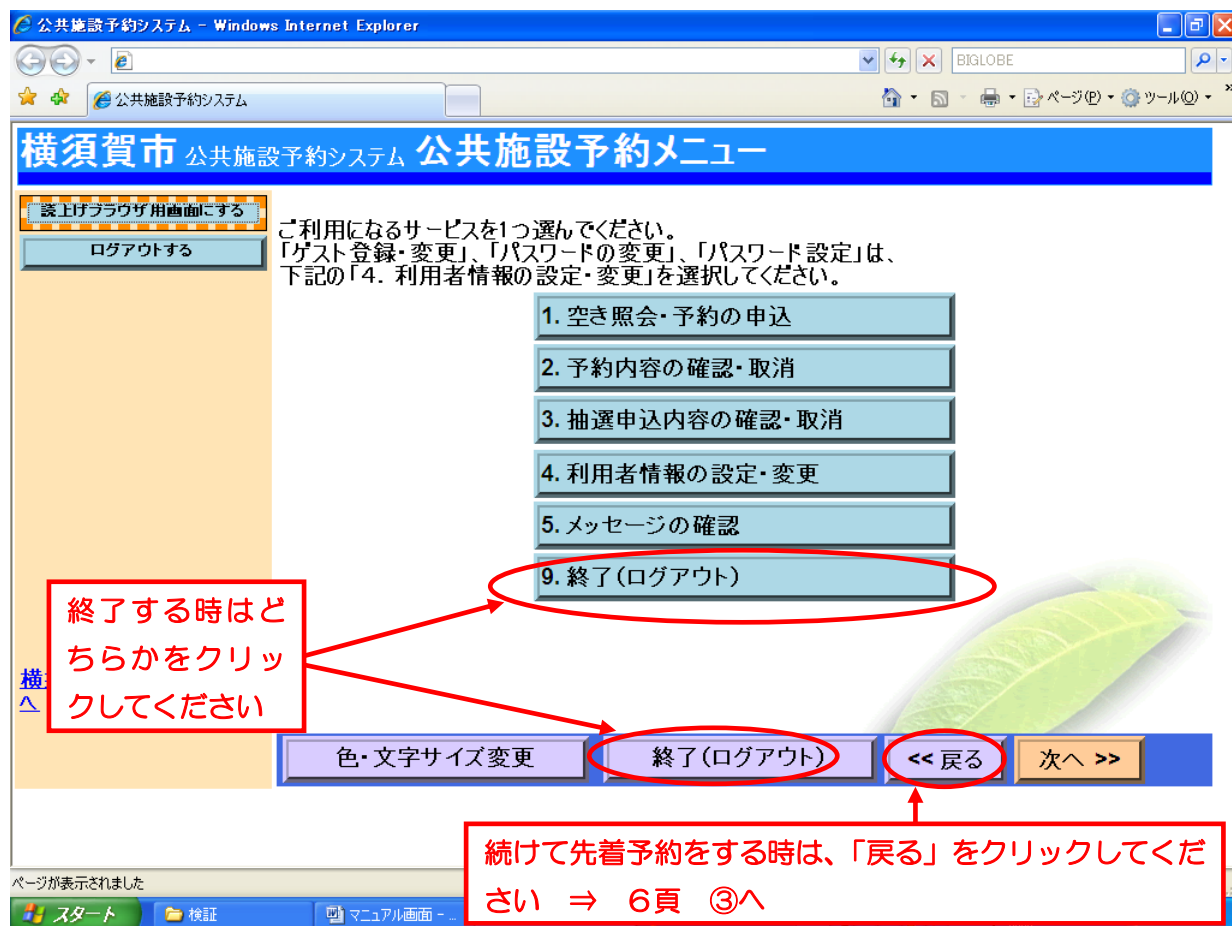 公共施設予約システム - Windows Internet Explorer
BIGLOBE
公共施設予約システム
ページ(P)
ツール(O)
横須賀市 公共施設予約システム 公共施設予約メニュー
読上げブラウザ用画面にする
ログアウトする
ご利用になるサービスを1つ選んでください。
「ゲスト登録・変更」、「パスワードの変更」、「パスワード設定」は、
下記の「4. 利用者情報の設定・変更」を選択してください。
1. 空き照会・予約の申込
2. 予約内容の確認・取消
3. 抽選申込内容の確認・取消
4. 利用者情報の設定・変更
5. メッセージの確認
9. 終了(ログアウト)
終了する時はど
ちらかをクリッ
クしてください
横
へ
色・文字サイズ変更
終了(ログアウト)
<< 戻る
次へ >>
続けて先着予約をする時は、「戻る」をクリックしてくだ
さい ⇒ 6頁 ③へ
ページが表示されました
スタート
検証
マニュアル画面 - ...